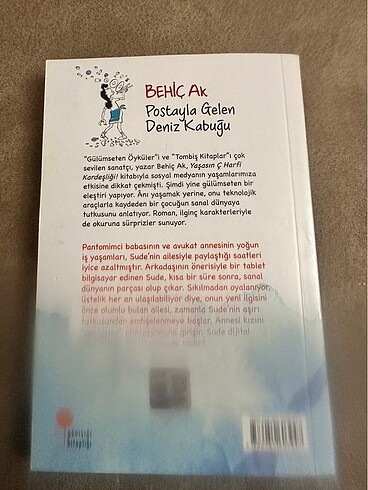 BEHİÇ AK
Postayla Gelen
Deniz Kabuğu
"Gülümseten Öyküler"i ve "Tombiş Kitaplar"ı çok
sevilen sanatçı, yazar Behiç Ak, Yaşasın Ç Harfi
Kardeşliği! kitabıyla sosyal medyanın yaşamlarımıza
etkisine dikkat çekmişti. Şimdi yine gülümseten bir
eleştiri yapıyor. Anı yaşamak yerine, onu teknolojik
araçlarla kaydeden bir çocuğun sanal dünyaya
tutkusunu anlatıyor. Roman, ilginç karakterleriyle
de okuruna sürprizler sunuyor.
Pantomimci babasının ve avukat annesinin yoğun
iş yaşamları, Sude'nin ailesiyle paylaştığı saatleri
iyice azaltmıştır. Arkadaşının önerisiyle bir tablet
bilgisayar edinen Sude, kısa bir süre sonra, sanal
dünyanın parçası olup çıkar. Sıkılmadan oyalanıyor,
üstelik her an ulaşılabiliyor diye, onun yeni ilgisini
önce olumlu bulan ailesi, zamanla Sude'nin aşırı
tutkusundan endişelenmeye başlar. Annesi kızını
girişir. Sude dijital
günışığı
kitaplığı